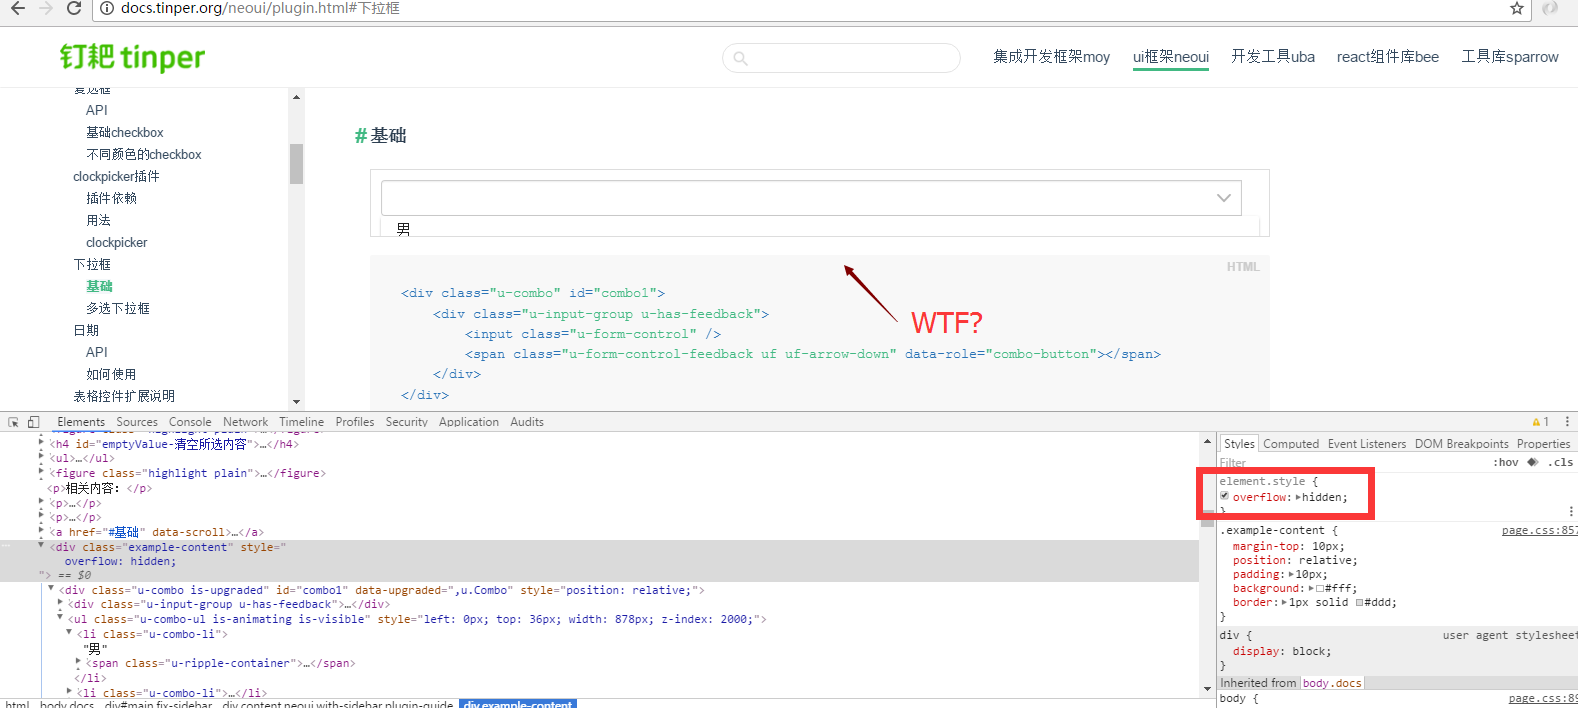 docs.tinper.org/neoui/plugin.html#下拉框
钉耙 tinper
集成开发框架moy
ui框架neoui
开发工具uba
react组件库bee
工具库sparrow
复选框
API
基础checkbox
不同颜色的checkbox
clockpicker插件
插件依赖
用法
clockpicker
下拉框
基础
多选下拉框
日期
API
如何使用
表格控件扩展说明
#基础
男
HTML
<div class="u-combo" id="combo1">
<div class="u-input-group u-has-feedback">
<input class="u-form-control" />
<span class="u-form-control-feedback uf uf-arrow-down" data-role="combo-button"></span>
</div>
</div>
WTF?
Elements Sources Console Network Timeline Profiles Security Application Audits
1
<h4 id="emptyValue-清空所选内容">…</h4>
<ul>…</ul>
<figure class="highlight plain">…</figure>
<p>相关内容: </p>
<p>…</p>
<p>…</p>
<a href="#基础" data-scroll>…</a>
<div class="example-content" style="
overflow: hidden;
"> == $0
<div class="u-combo is-upgraded" id="combo1" data-upgraded=",u.Combo" style="position: relative;">
<div class="u-input-group u-has-feedback">…</div>
<ul class="u-combo-ul is-animating is-visible" style="left: 0px; top: 36px; width: 878px; z-index: 2000;">
<li class="u-combo-li">
"男"
<span class="u-ripple-container">…</span>
</li>
<li class="u-combo-li">…</li>
html body.docs div#main.fix-sidebar div.content.neoui.with-sidebar.plugin-guide div.example-content
Styles Computed Event Listeners DOM Breakpoints Properties
Filter
:hov .cls
element.style {
overflow: hidden;
}
.example-content {
page.css:857
margin-top: 10px;
position: relative;
padding: 10px;
background: #fff;
border: 1px solid #ddd;
}
div {
user agent stylesheet
display: block;
}
Inherited from body.docs
body {